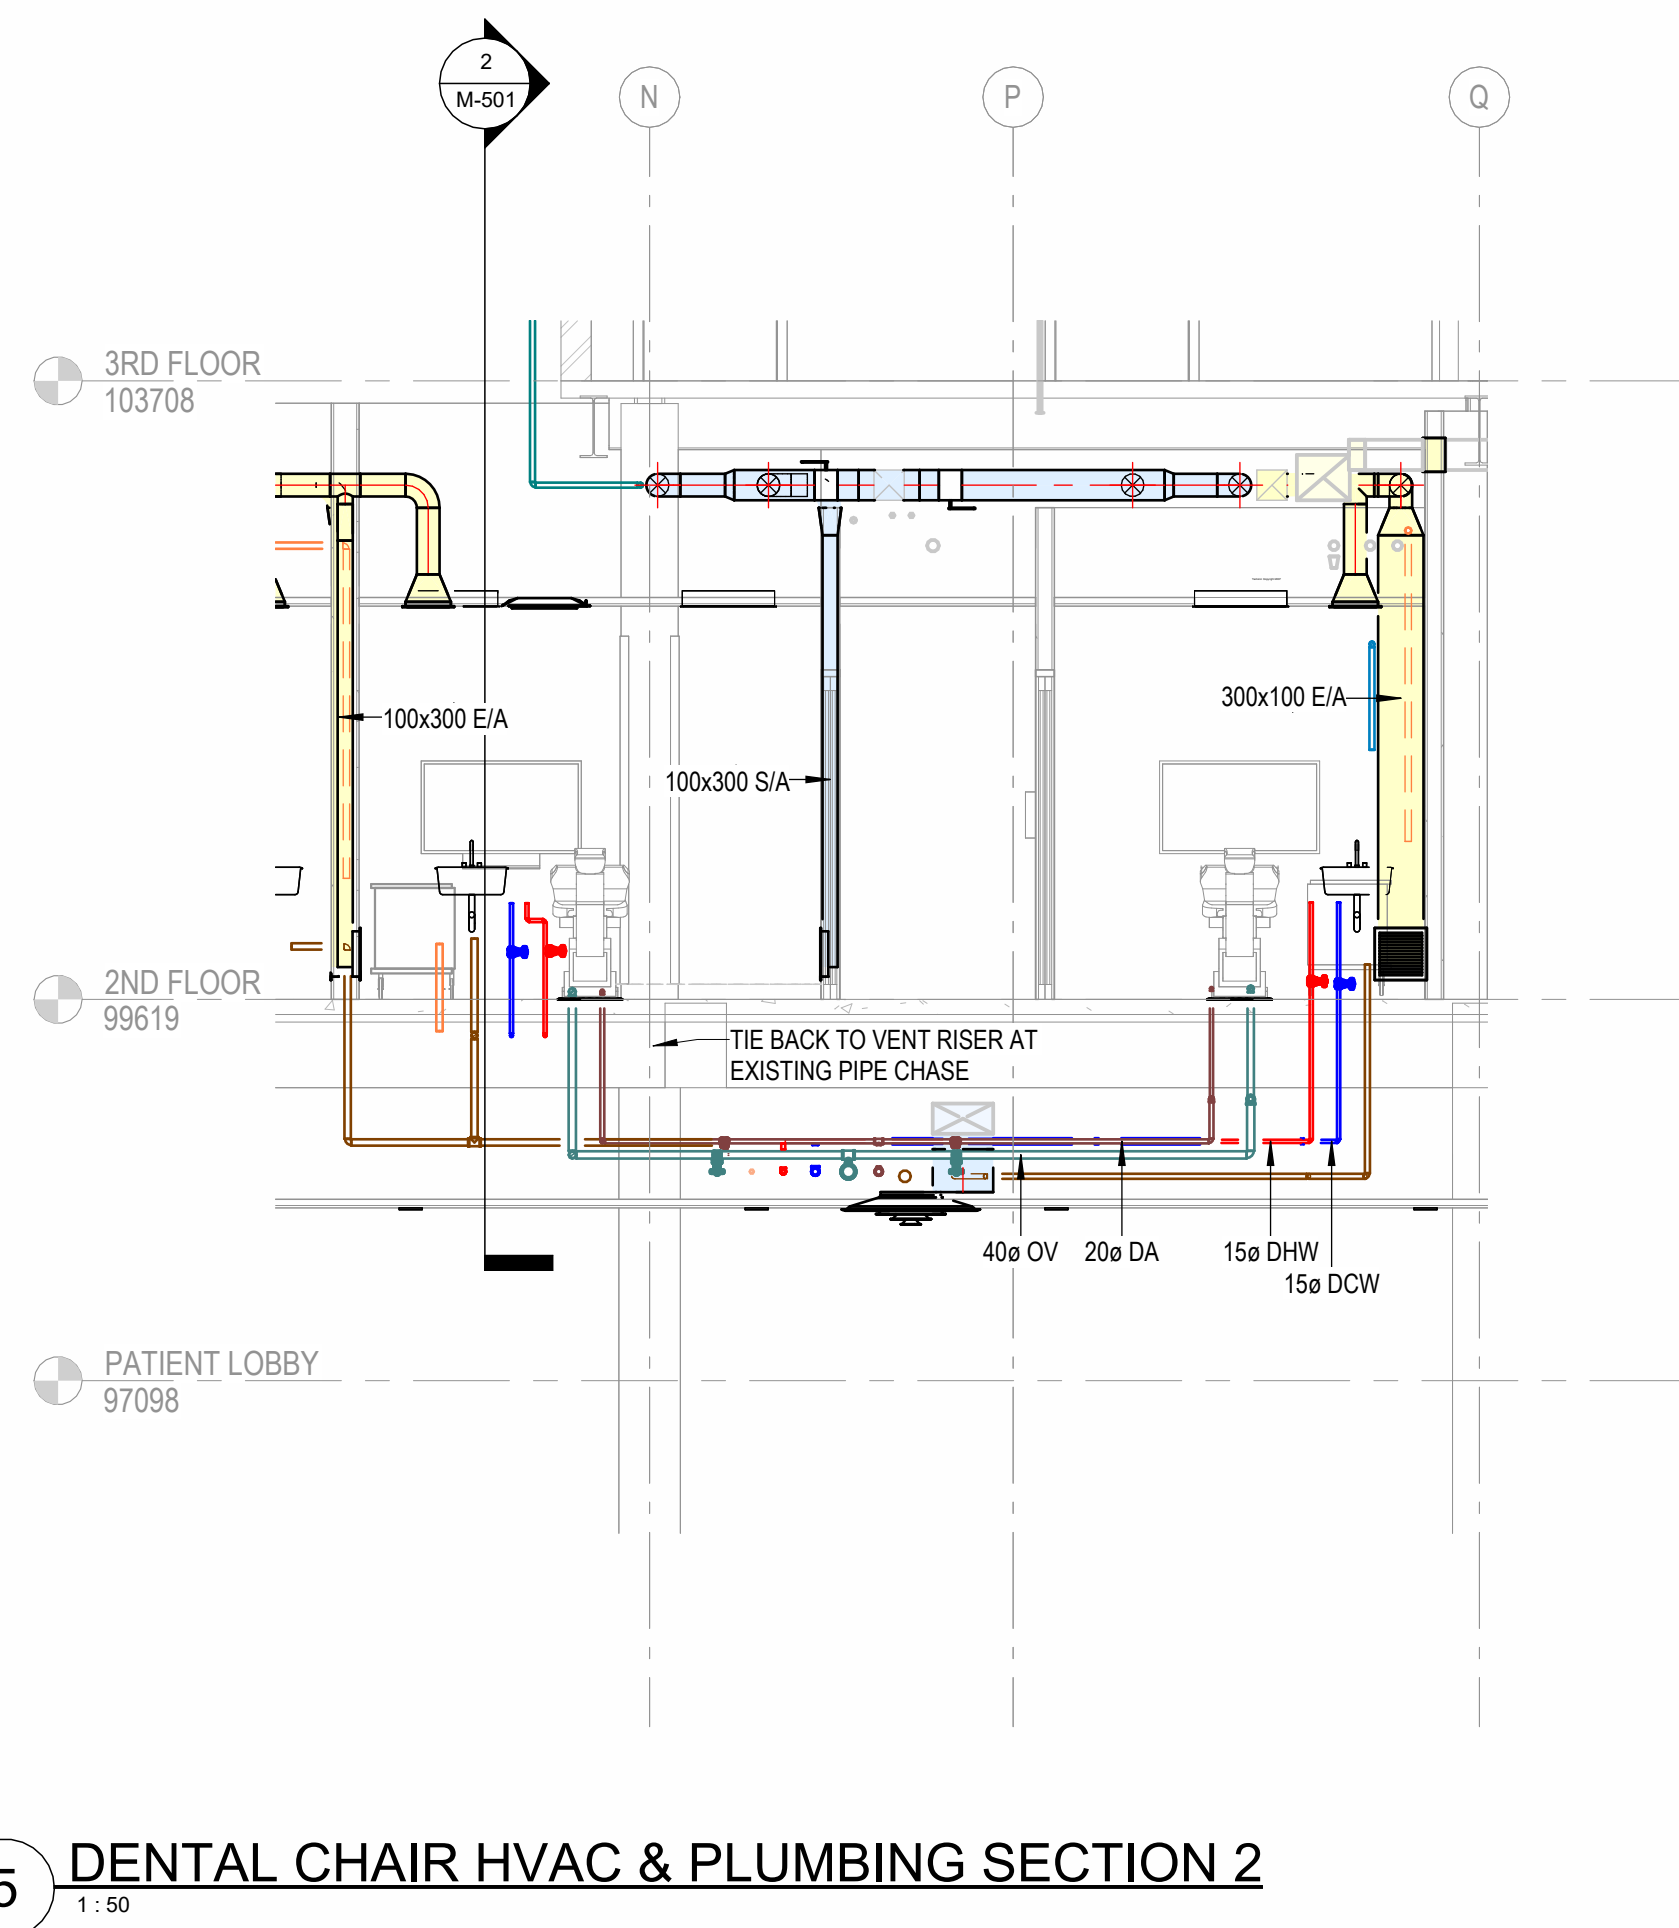 2
M-501
N
P
Q
3RD FLOOR
103708
100x300 E/A
300x100 E/A
100x300 S/A
2ND FLOOR
99619
TIE BACK TO VENT RISER AT
EXISTING PIPE CHASE
40ø OV
20ø DA
15ø DHW
15ø DCW
PATIENT LOBBY
97098
5
DENTAL CHAIR HVAC & PLUMBING SECTION 2
1 : 50